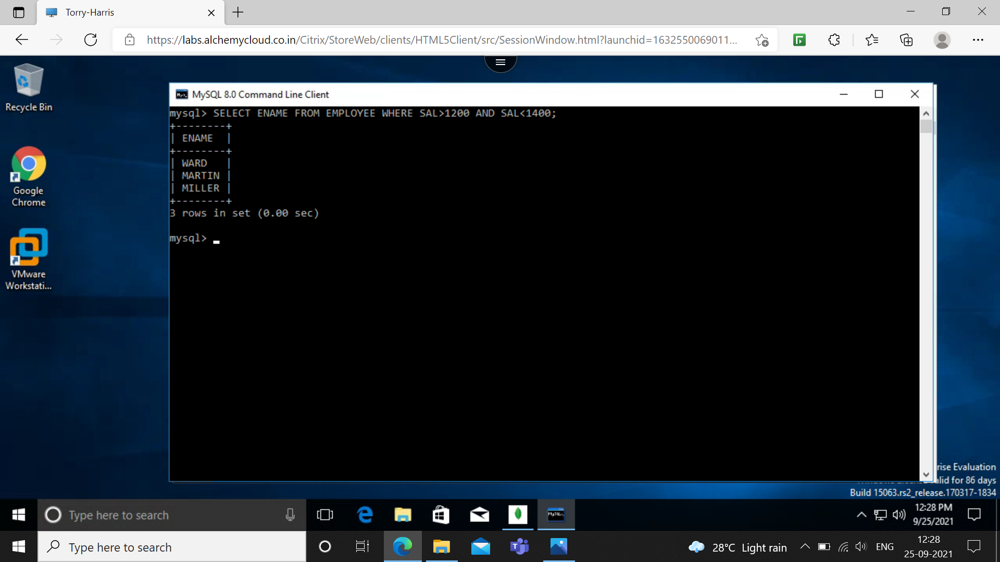 Torry-Harris
https://labs.alchemycloud.co.in/Citrix/StoreWeb/clients/HTML5Client/src/SessionWindow.html?launchid=1632550069011...
Recycle Bin
Google
Chrome
VMware
Workstati...
MySQL 8.0 Command Line Client
mysql> SELECT ENAME FROM EMPLOYEE WHERE SAL>1200 AND SAL<1400;
+--------+
| ENAME  |
+--------+
| WARD   |
| MARTIN |
| MILLER |
+--------+
3 rows in set (0.00 sec)
mysql>
rise Evaluation
alid for 86 days
Build 15063.rs2_release.170317-1834
Type here to search
12:28 PM
9/25/2021
Type here to search
28°C Light rain
ENG
12:28
25-09-2021